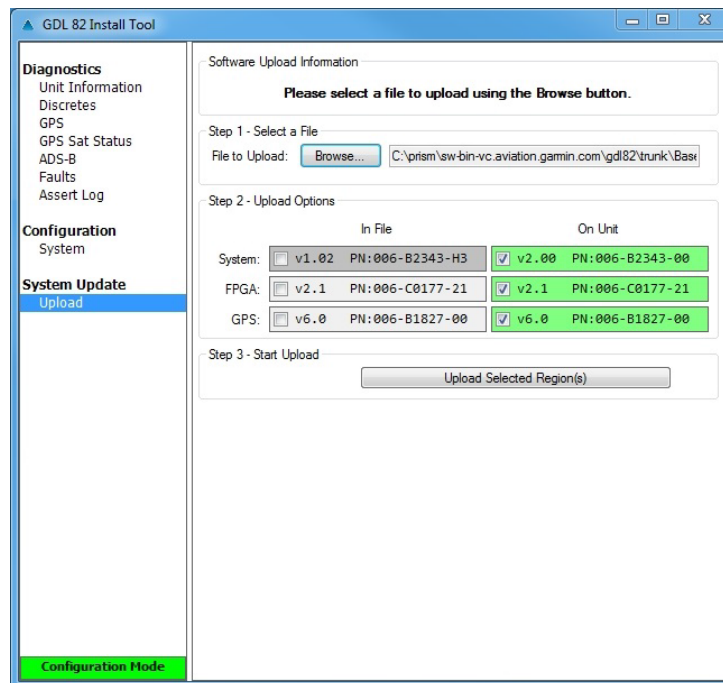 GDL 82 Install Tool
Diagnostics
Unit Information
Discretes
GPS
GPS Sat Status
ADS-B
Faults
Assert Log
Configuration
System
System Update
Upload
Configuration Mode
Software Upload Information
Please select a file to upload using the Browse button.
Step 1 - Select a File
File to Upload: Browse... C:\prism\sw-bin-vc.aviation.garmin.com\gdl82\trunk\Base
Step 2 - Upload Options
In File On Unit
System: v1.02 PN:006-B2343-H3 v2.00 PN:006-B2343-00
FPGA: v2.1 PN:006-C0177-21 v2.1 PN:006-C0177-21
GPS: v6.0 PN:006-B1827-00 v6.0 PN:006-B1827-00
Step 3 - Start Upload
Upload Selected Region(s)